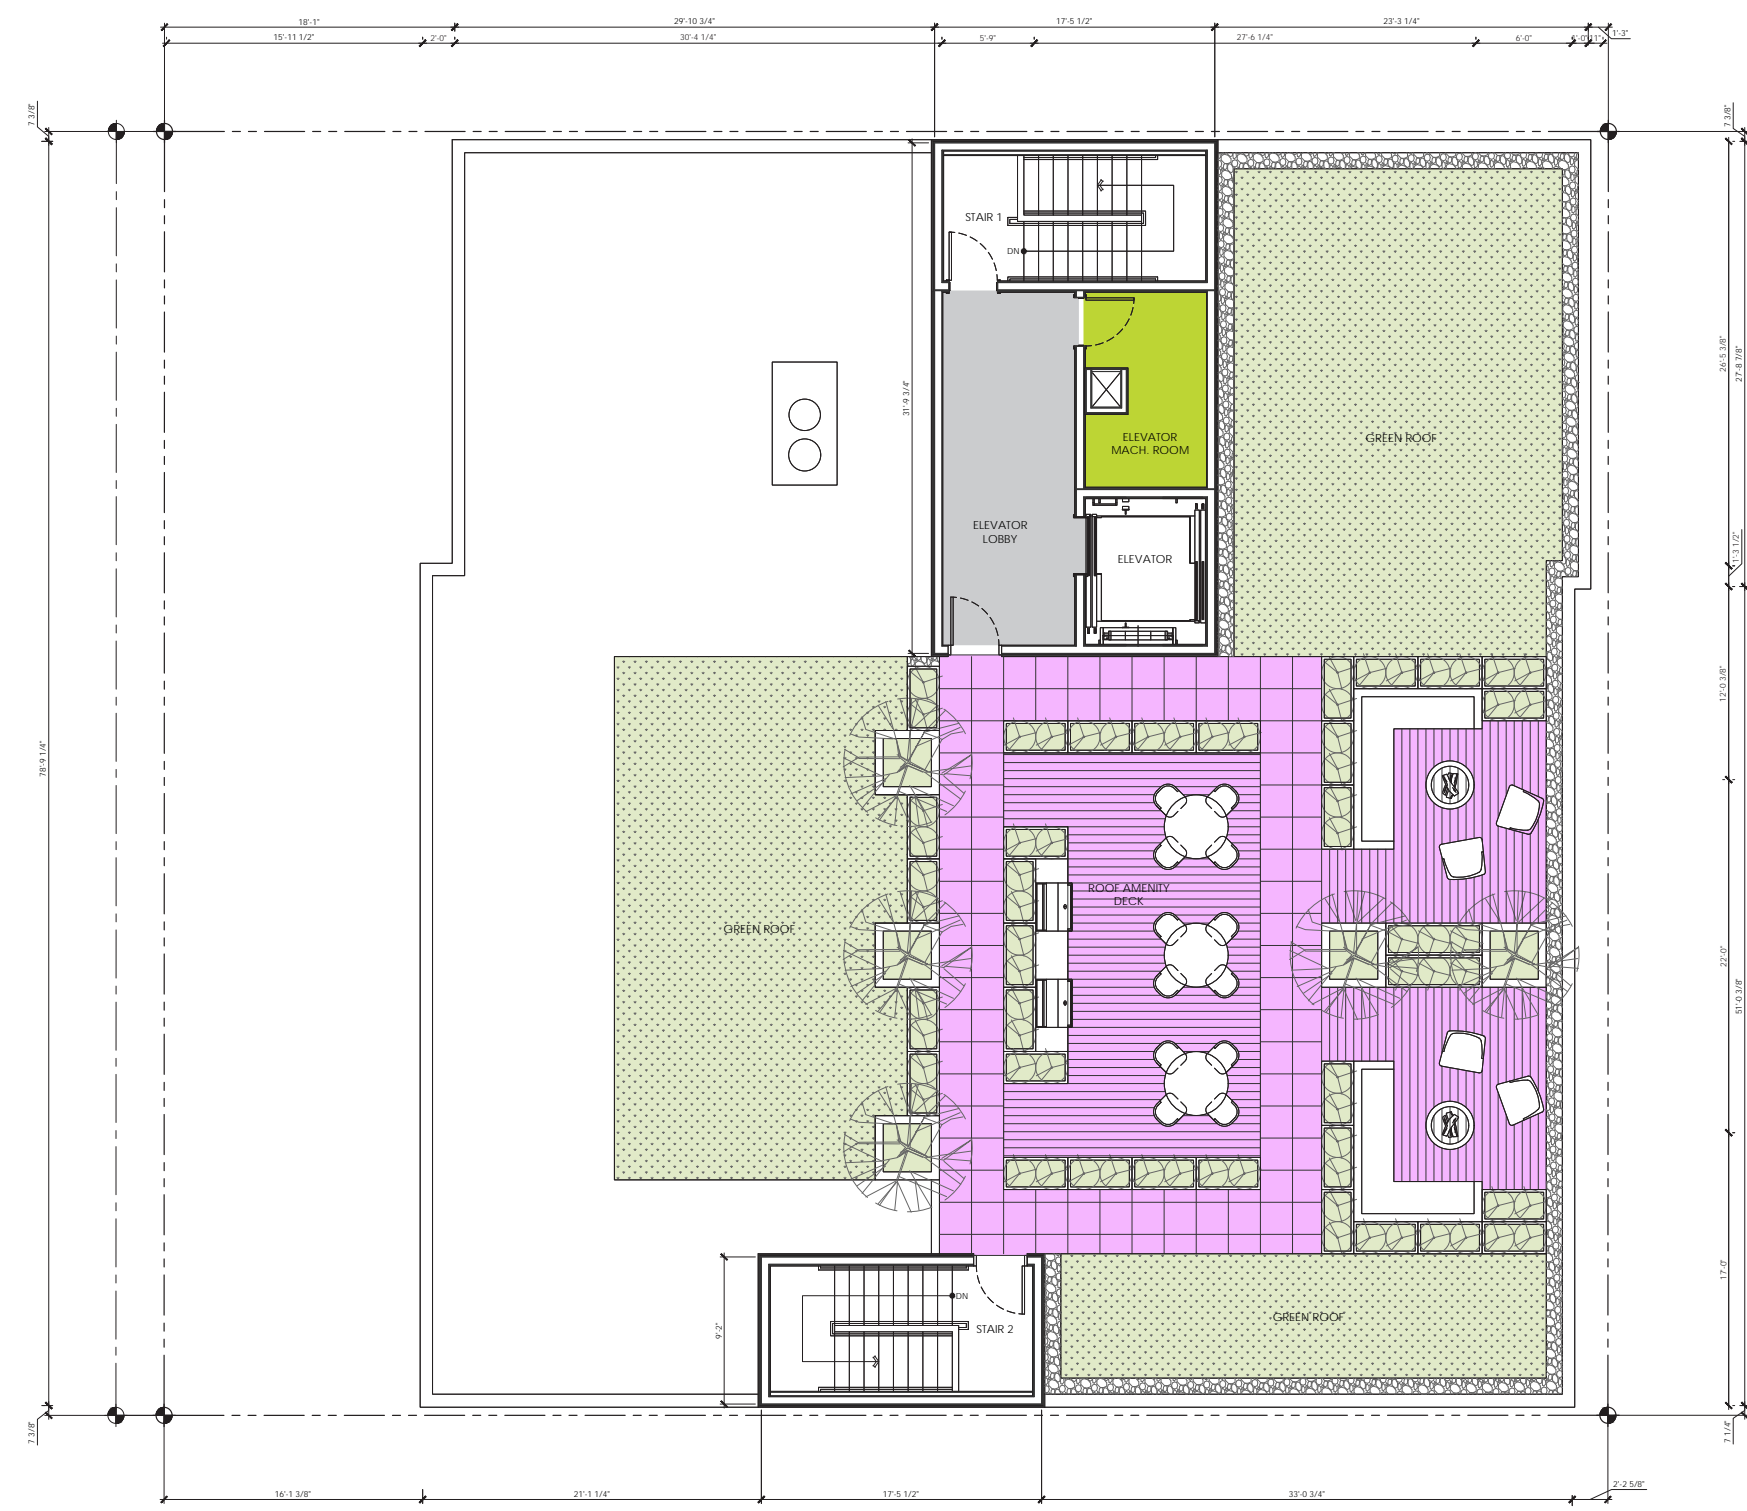 18'-1"
29'-10 3/4"
17'-5 1/2"
23'-3 1/4"
15'-11 1/2"
2'-0"
30'-4 1/4"
5'-9"
27'-6 1/4"
6'-0"
1'-3"
7 3/8"
7 3/8"
STAIR 1
DN
26'-5 3/8"
27'-8 7/8"
31'-9 3/4"
GREEN ROOF
ELEVATOR
MACH. ROOM
ELEVATOR
LOBBY
ELEVATOR
1'-3 1/2"
12'-0 3/8"
78'-9 1/4"
ROOF AMENITY
DECK
GREEN ROOF
22'-0"
51'-0 3/8"
17'-0"
DN
9'-2"
STAIR 2
GREEN ROOF
7 3/8"
7 1/4"
2'-2 5/8"
16'-1 3/8"
21'-1 1/4"
17'-5 1/2"
33'-0 3/4"